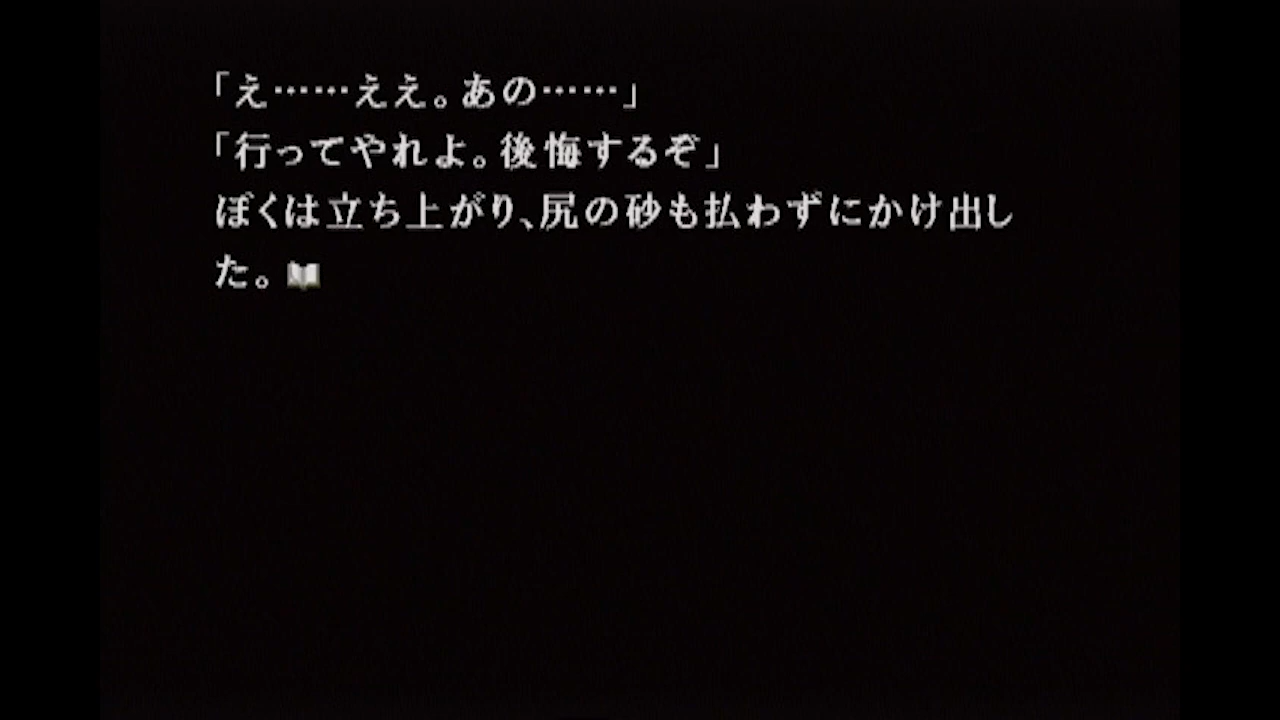 「え……ええ。あの……」
「行ってやれよ。後悔するぞ」
ぼくは立ち上がり、尻の砂も払わずにかけ出し
た。